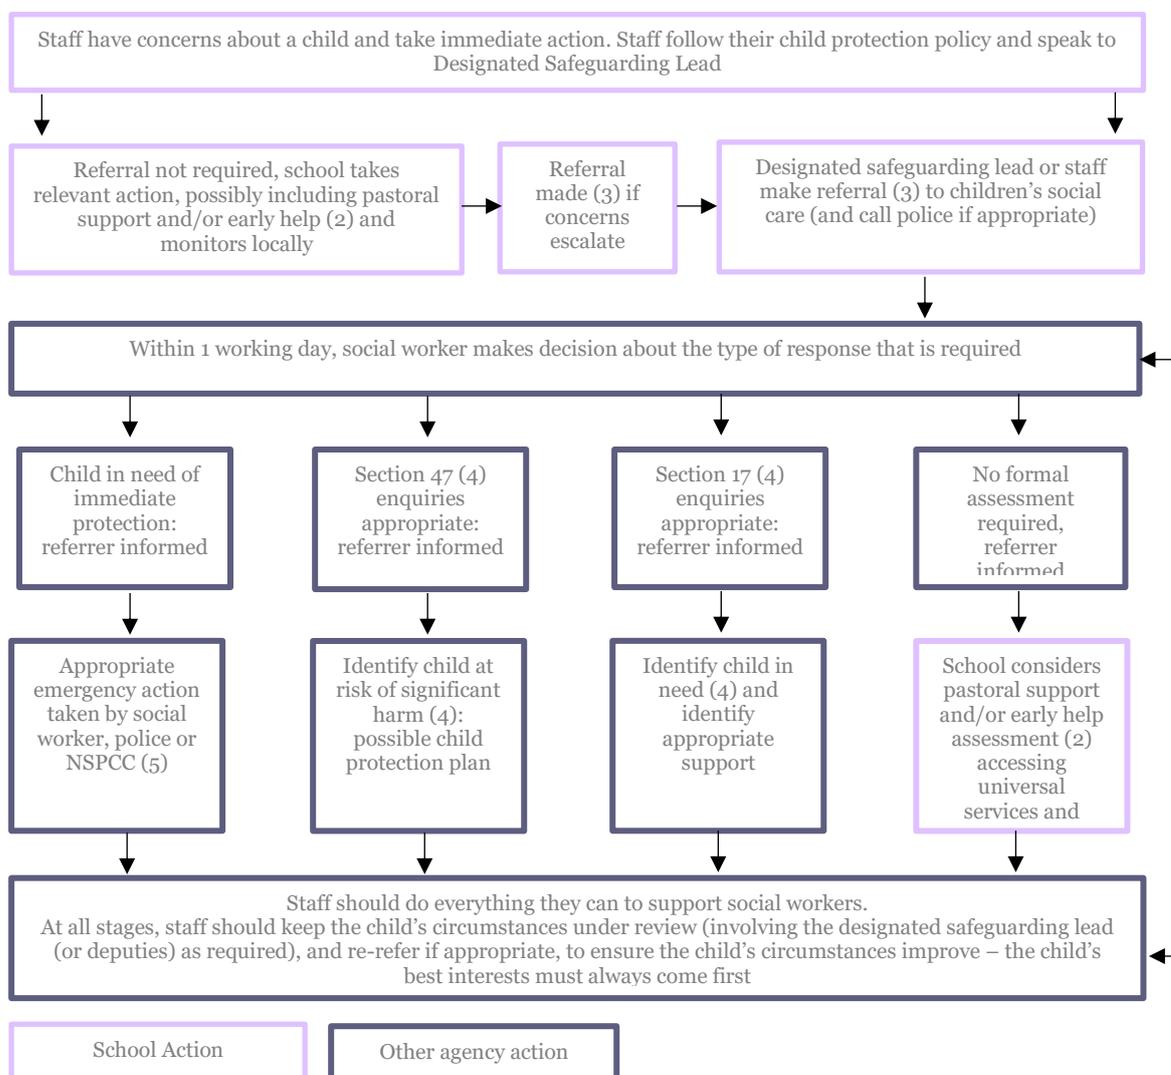 Staff have concerns about a child and take immediate action. Staff follow their child protection policy and speak to
Designated Safeguarding Lead
Referral not required, school takes
relevant action, possibly including pastoral
support and/or early help (2) and
monitors locally
Referral
made (3) if
concerns
escalate
Designated safeguarding lead or staff
make referral (3) to children’s social
care (and call police if appropriate)
Within 1 working day, social worker makes decision about the type of response that is required
Child in need of
immediate
protection:
referrer informed
Section 47 (4)
enquiries
appropriate:
referrer informed
Section 17 (4)
enquiries
appropriate:
referrer informed
No formal
assessment
required,
referrer
informed
Appropriate
emergency action
taken by social
worker, police or
NSPCC (5)
Identify child at
risk of significant
harm (4):
possible child
protection plan
Identify child in
need (4) and
identify
appropriate
support
School considers
pastoral support
and/or early help
assessment (2)
accessing
universal
services and
Staff should do everything they can to support social workers.
At all stages, staff should keep the child’s circumstances under review (involving the designated safeguarding lead
(or deputies) as required), and re-refer if appropriate, to ensure the child’s circumstances improve – the child’s
best interests must always come first
School Action
Other agency action